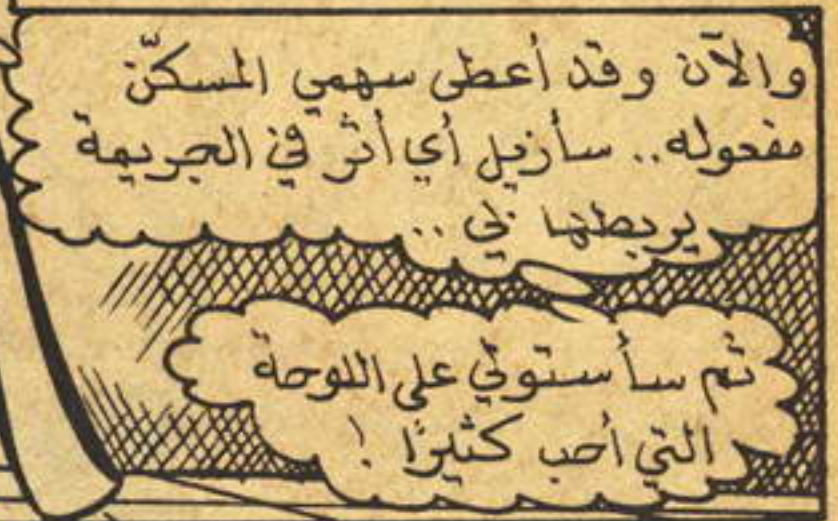 والآن وقد أعطى سهمي المسكّن
مفعوله.. سأزيل أي أثر في الجريمة
يربطها بي..
ثم سأستولي على اللوحة
التي أحب كثيرًا !